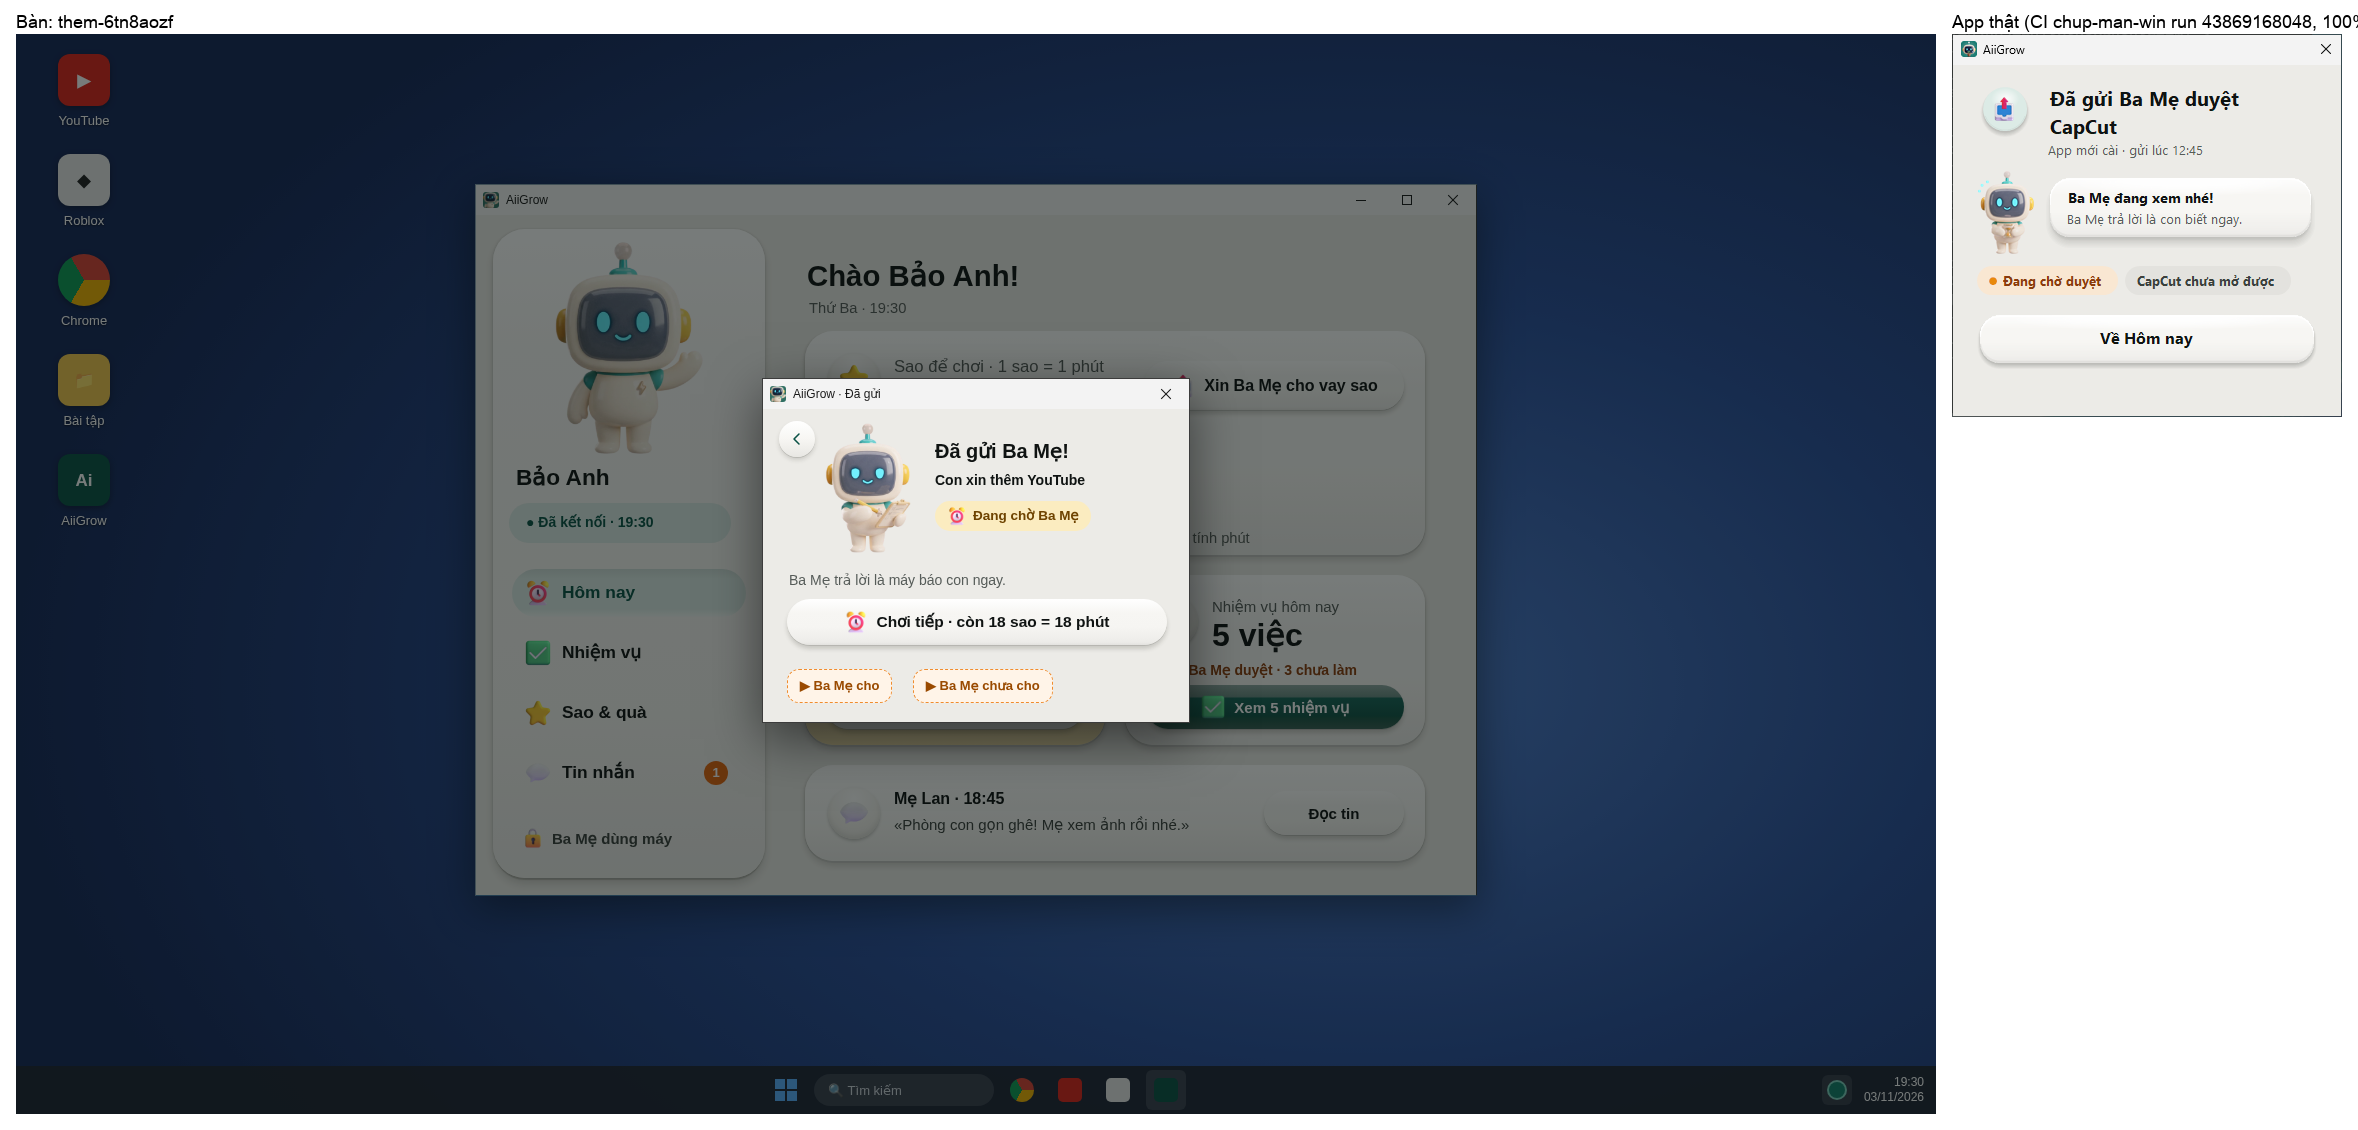 Bàn: them-6tn8aozf
YouTube
Roblox
Chrome
Bài tập
Ai
AiiGrow
AiiGrow
Bảo Anh
● Đã kết nối · 19:30
Hôm nay
Nhiệm vụ
Sao & quà
Tin nhắn
1
Ba Mẹ dùng máy
Chào Bảo Anh!
Thứ Ba · 19:30
Sao để chơi · 1 sao = 1 phút
Xin Ba Mẹ cho vay sao
tính phút
Nhiệm vụ hôm nay
5 việc
Ba Mẹ duyệt · 3 chưa làm
Xem 5 nhiệm vụ
Mẹ Lan · 18:45
«Phòng con gọn ghê! Mẹ xem ảnh rồi nhé.»
Đọc tin
AiiGrow · Đã gửi
Đã gửi Ba Mẹ!
Con xin thêm YouTube
Đang chờ Ba Mẹ
Ba Mẹ trả lời là máy báo con ngay.
Chơi tiếp · còn 18 sao = 18 phút
▶ Ba Mẹ cho
▶ Ba Mẹ chưa cho
Tìm kiếm
19:30
03/11/2026
App thật (CI chup-man-win run 43869168048, 100%
AiiGrow
Đã gửi Ba Mẹ duyệt
CapCut
App mới cài · gửi lúc 12:45
Ba Mẹ đang xem nhé!
Ba Mẹ trả lời là con biết ngay.
Đang chờ duyệt
CapCut chưa mở được
Về Hôm nay